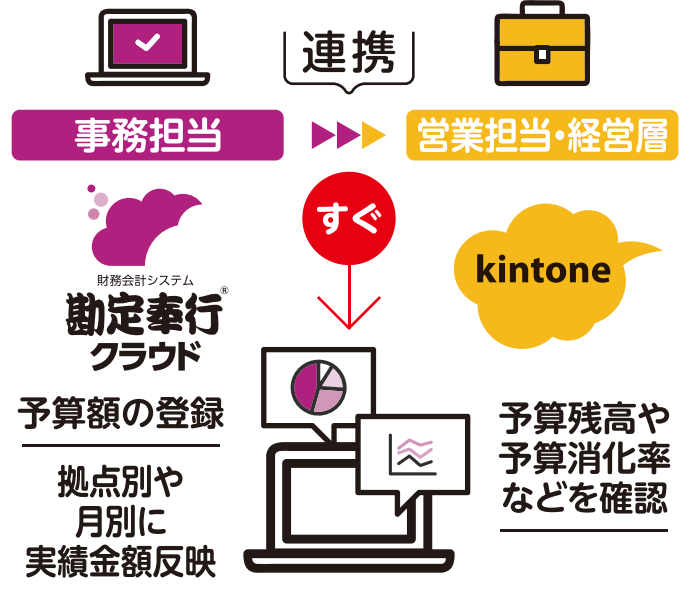 連携
事務担当
営業担当・経営層
すぐ
財務会計システム
勘定奉行®
クラウド
kintone
予算額の登録
拠点別や
月別に
実績金額反映
予算残高や
予算消化率
などを確認